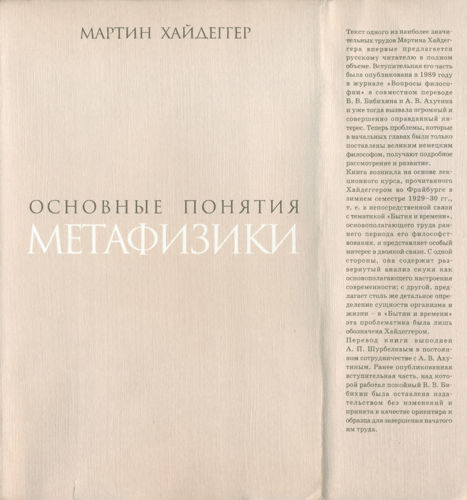 МАРТИН ХАЙДЕГГЕР
ОСНОВНЫЕ ПОНЯТИЯ
МЕТАФИЗИКИ
Текст одного из наиболее значи-
тельных трудов Мартина Хайдег-
гера впервые предлагается
русскому читателю в полном
объеме. Вступительная его часть
была опубликована в 1989 году
в журнале «Вопросы филосо-
фии» в совместном переводе
В. В. Бибихина и А. В. Ахутина
и уже тогда вызвала огромный и
совершенно оправданный ин-
терес. Теперь проблемы, которые
в начальных главах были только
поставлены великим немецким
философом, получают подробное
рассмотрение и развитие.
Книга возникла на основе лек-
ционного курса, прочитанного
Хайдеггером во Фрайбурге в
зимнем семестре 1929–30 гг.,
т. е. в непосредственной связи
с тематикой «Бытия и времени»,
основополагающего труда ран-
него периода его философст-
вования, и представляет особый
интерес в двоякой связи. С одной
стороны, она содержит раз-
вернутый анализ скуки как
основополагающего настроения
современности; с другой, предла-
гает столь же детальное опреде-
ление сущности организма и
жизни – в «Бытии и времени»
эта проблематика была лишь
обозначена Хайдеггером.
Перевод книги выполнен
А. П. Шурбелевым в постоян-
ном сотрудничестве с А. В. Аху-
тиным. Ранее опубликованная
вступительная часть, над кото-
рой работал покойный В. В. Би-
бихин была оставлена изда-
тельством без изменений и
принята в качестве ориентира и
образца для завершения начатого
им труда.